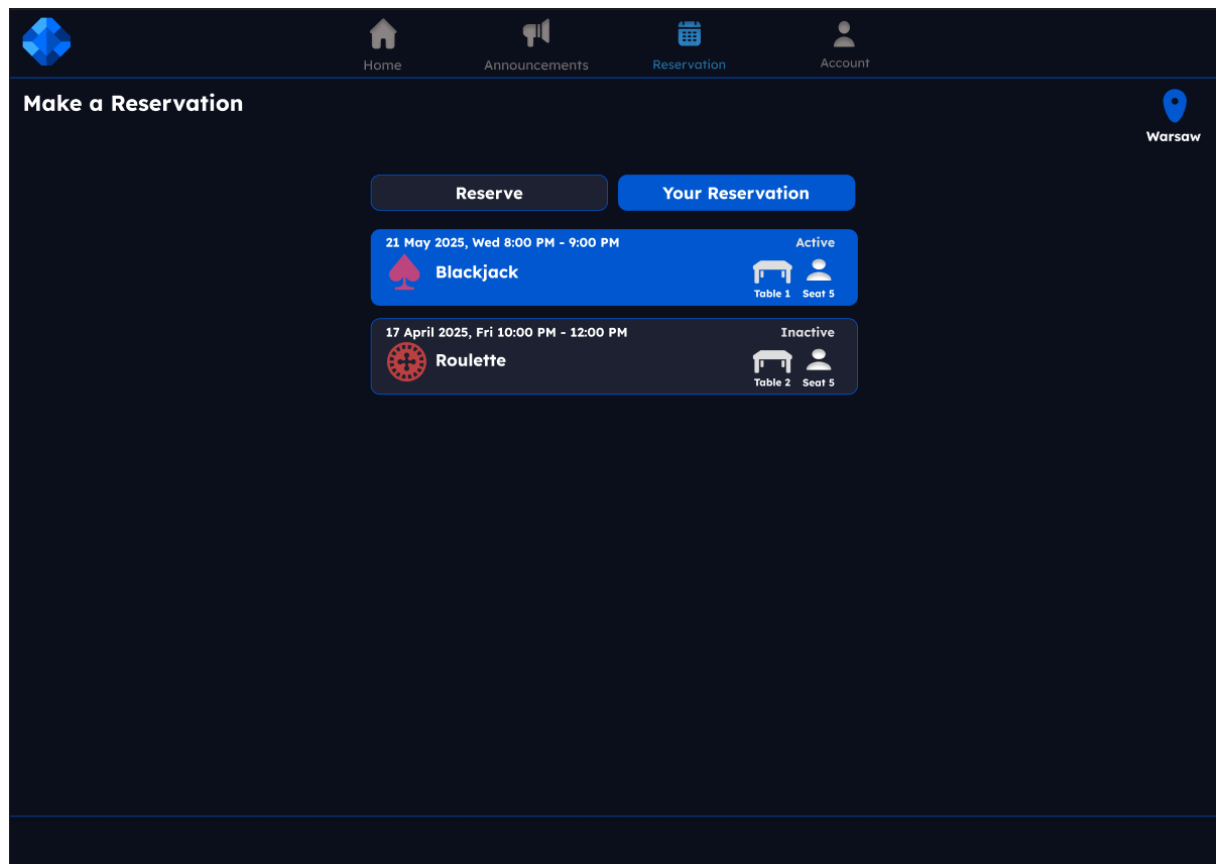 Home
Announcements
Reservation
Account
Make a Reservation
Warsaw
Reserve
Your Reservation
21 May 2025, Wed 8:00 PM - 9:00 PM
Active
Blackjack
Table 1
Seat 5
17 April 2025, Fri 10:00 PM - 12:00 PM
Inactive
Roulette
Table 2
Seat 5